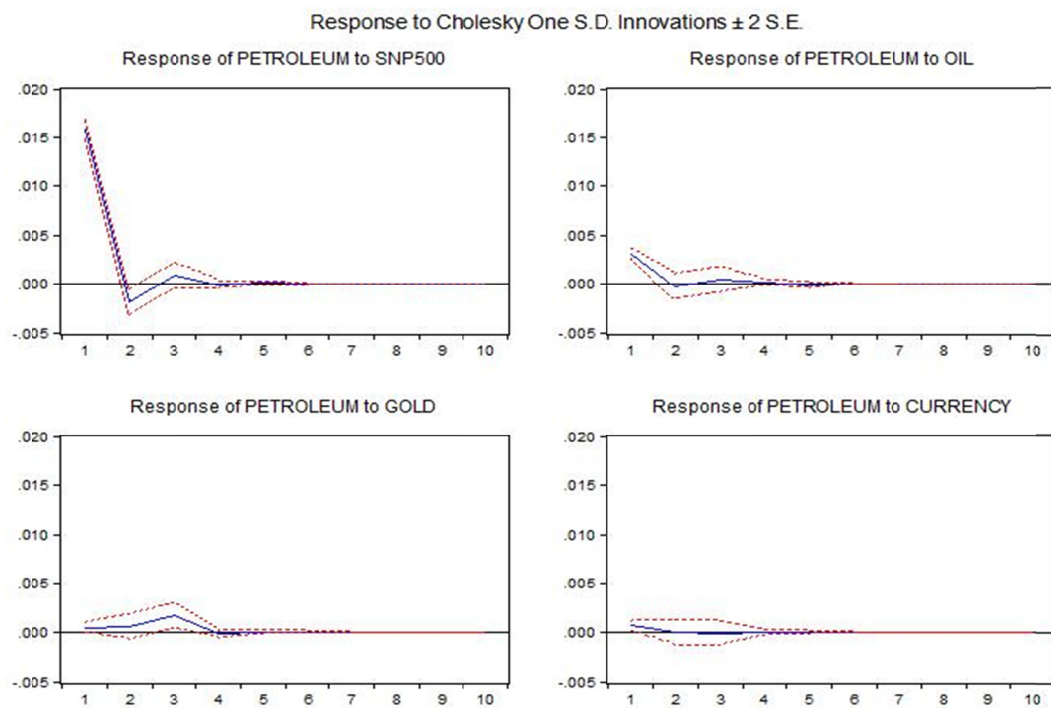 Response to Cholesky One S.D. Innovations ± 2 S.E.
Response of PETROLEUM to SNP500
.020
.015
.010
.005
.000
-.005
1 2 3 4 5 6 7 8 9 10
Response of PETROLEUM to OIL
.020
.015
.010
.005
.000
-.005
1 2 3 4 5 6 7 8 9 10
Response of PETROLEUM to GOLD
.020
.015
.010
.005
.000
-.005
1 2 3 4 5 6 7 8 9 10
Response of PETROLEUM to CURRENCY
.020
.015
.010
.005
.000
-.005
1 2 3 4 5 6 7 8 9 10